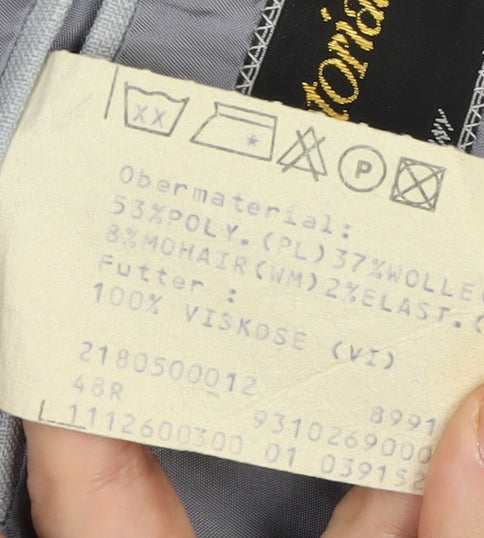 toria
P
Obermaterial:
53%POLY.(PL)37%WOLLE
8%MOHAIR(WM)2%ELAST.(
Futter :
100% VISKOSE (VI)
2180500012
48R 8991
9310269000
1112600300 01 039152